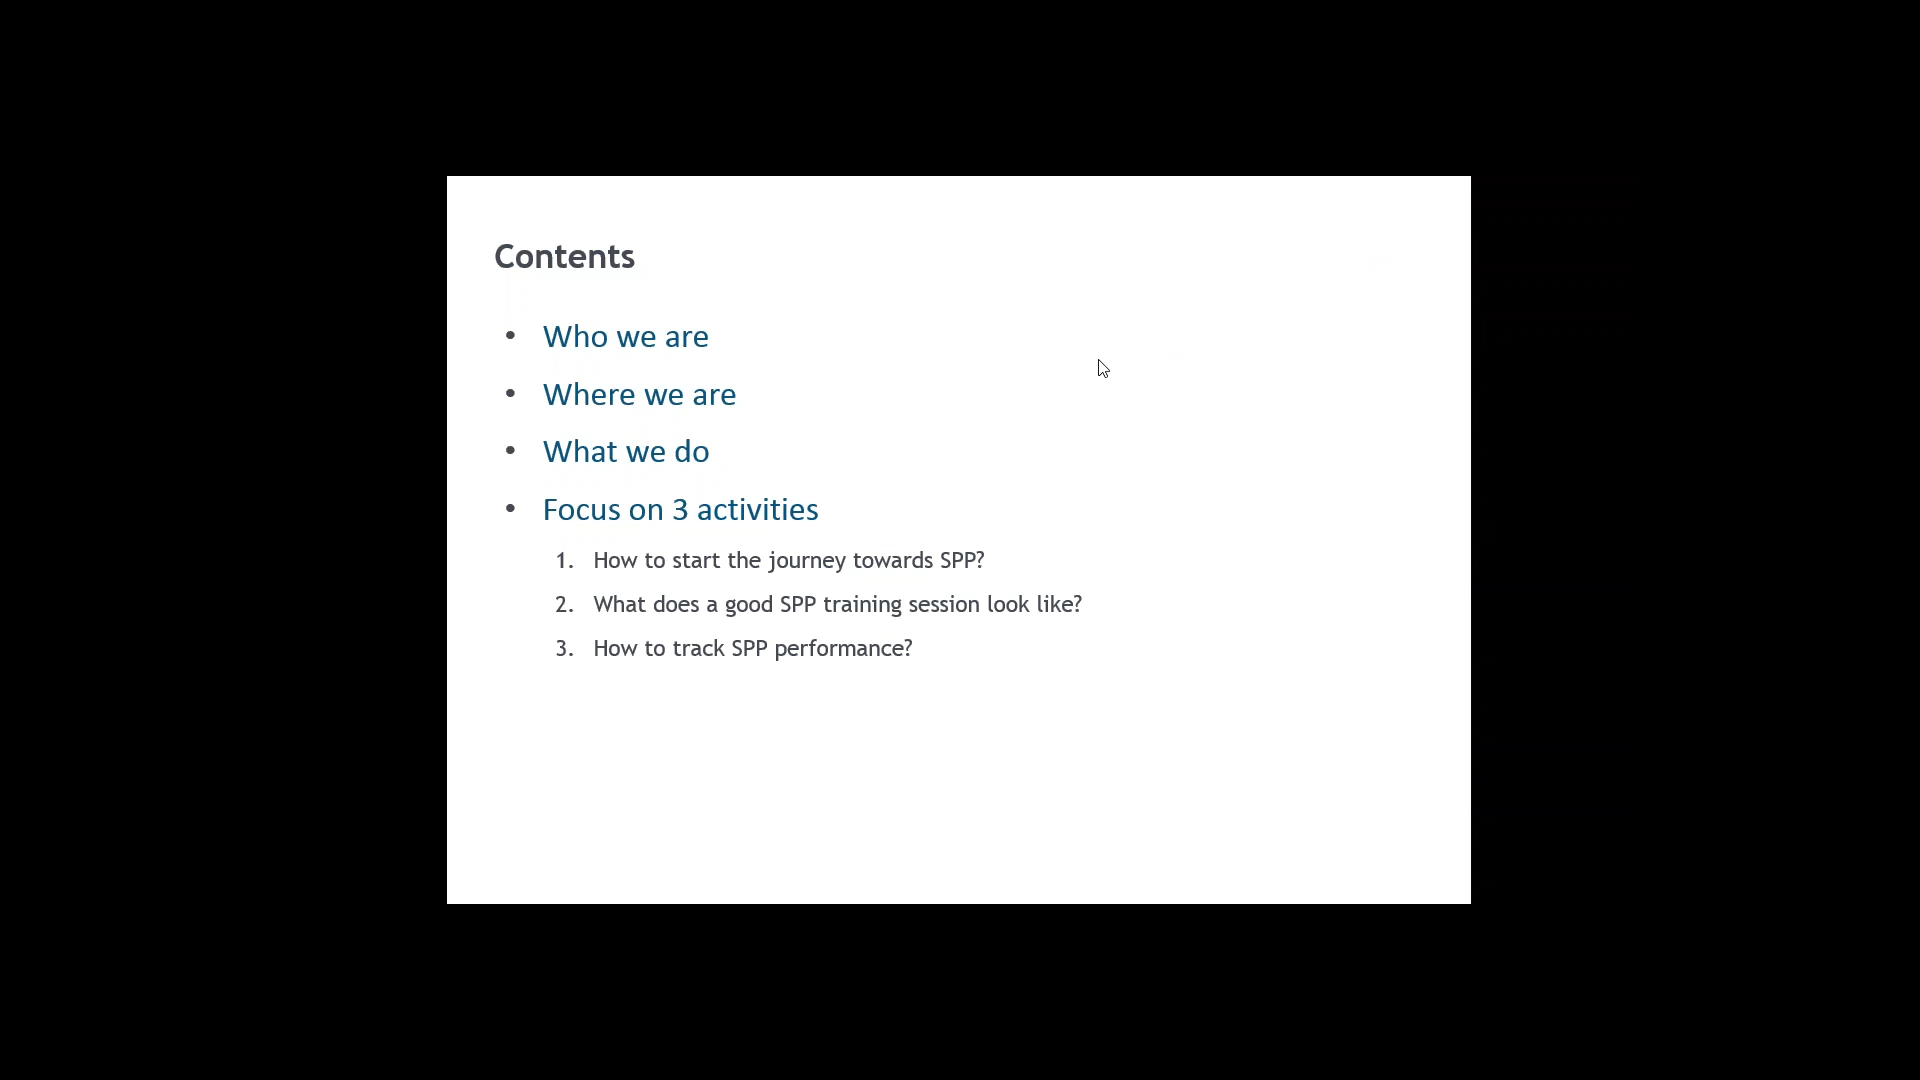 Contents
• Who we are
• Where we are
• What we do
• Focus on 3 activities
1. How to start the journey towards SPP?
2. What does a good SPP training session look like?
3. How to track SPP performance?